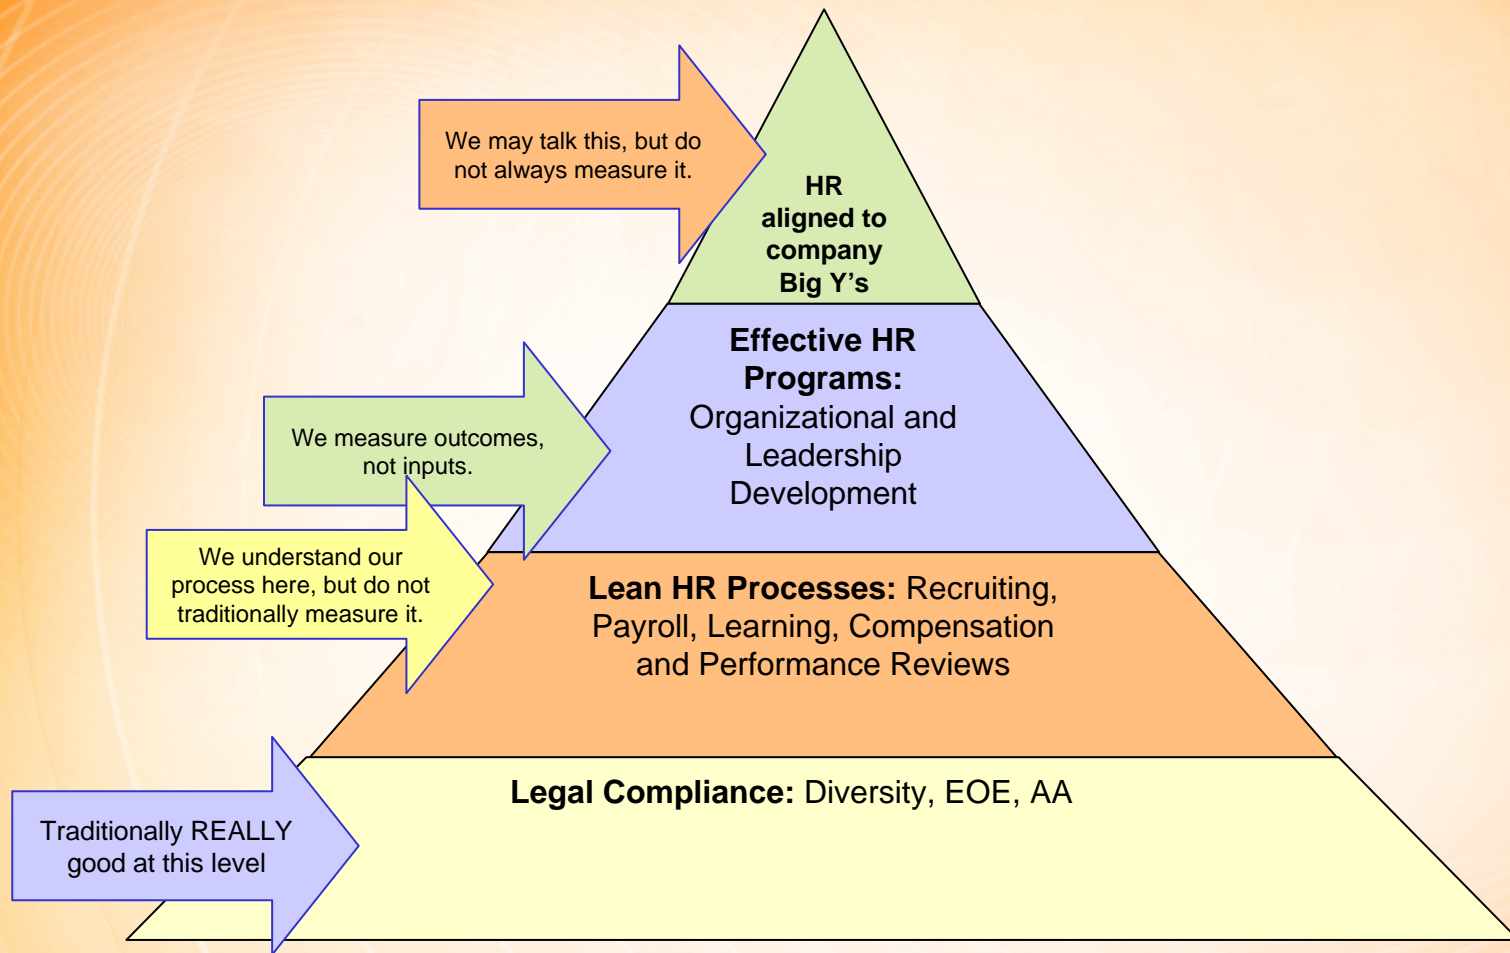 We may talk this, but do
not always measure it.
HR
aligned to
company
Big Y’s
Effective HR
Programs:
Organizational and
Leadership
Development
We measure outcomes,
not inputs.
We understand our
process here, but do not
traditionally measure it.
Lean HR Processes: Recruiting,
Payroll, Learning, Compensation
and Performance Reviews
Legal Compliance: Diversity, EOE, AA
Traditionally REALLY
good at this level